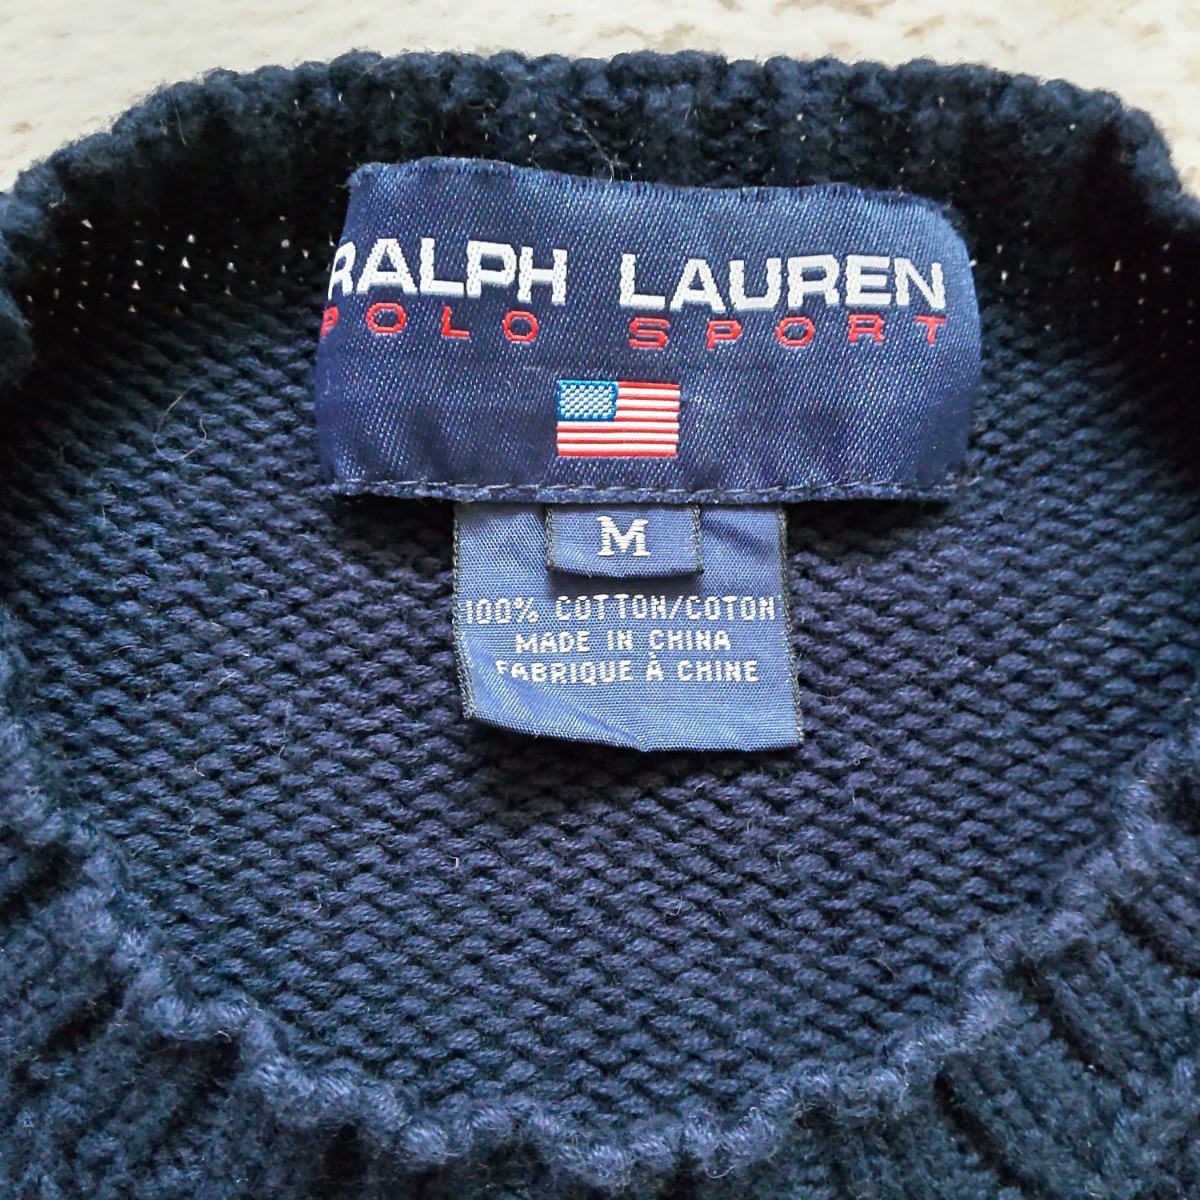 RALPH LAUREN
POLO SPORT
M
100% COTTON/COTON
MADE IN CHINA
FABRIQUE À CHINE